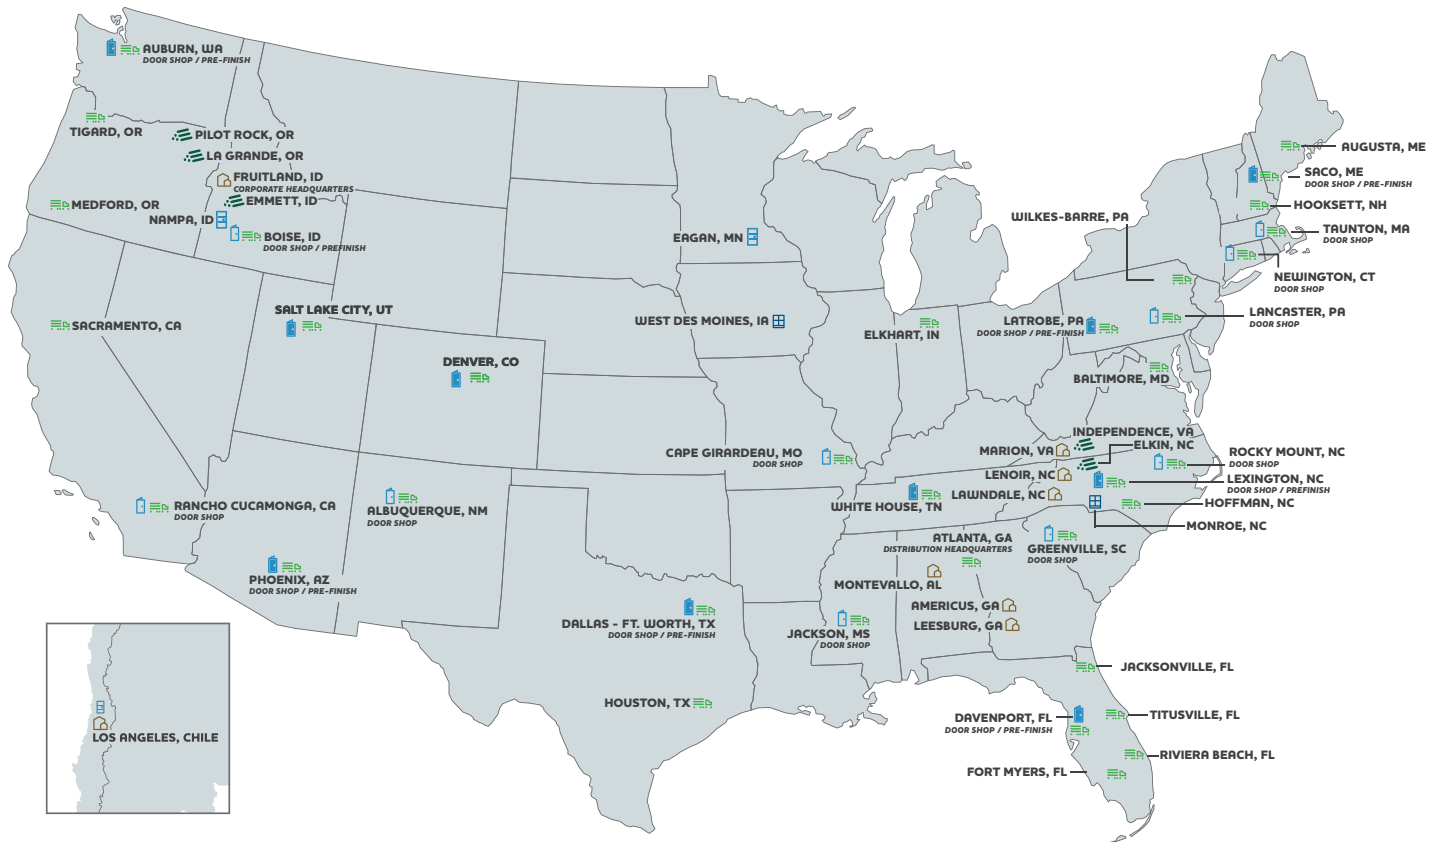 AUBURN, WA
DOOR SHOP / PRE-FINISH
TIGARD, OR
PILOT ROCK, OR
LA GRANDE, OR
FRUITLAND, ID
CORPORATE HEADQUARTERS
EMMETT, ID
MEDFORD, OR
NAMPA, ID
BOISE, ID
DOOR SHOP / PREFINISH
SALT LAKE CITY, UT
SACRAMENTO, CA
DENVER, CO
RANCHO CUCAMONGA, CA
DOOR SHOP
ALBUQUERQUE, NM
DOOR SHOP
PHOENIX, AZ
DOOR SHOP / PRE-FINISH
LOS ANGELES, CHILE
EAGAN, MN
WEST DES MOINES, IA
ELKHART, IN
CAPE GIRARDEAU, MO
DOOR SHOP
WHITE HOUSE, TN
DALLAS - FT. WORTH, TX
DOOR SHOP / PRE-FINISH
HOUSTON, TX
JACKSON, MS
DOOR SHOP
ATLANTA, GA
DISTRIBUTION HEADQUARTERS
MONTEVALLO, AL
AMERICUS, GA
LEESBURG, GA
AUGUSTA, ME
SACO, ME
DOOR SHOP / PRE-FINISH
HOOKSETT, NH
WILKES-BARRE, PA
TAUNTON, MA
DOOR SHOP
NEWINGTON, CT
DOOR SHOP
LATROBE, PA
DOOR SHOP / PRE-FINISH
LANCASTER, PA
DOOR SHOP
BALTIMORE, MD
INDEPENDENCE, VA
ELKIN, NC
MARION, VA
LENOIR, NC
LAWNDALE, NC
ROCKY MOUNT, NC
DOOR SHOP
LEXINGTON, NC
DOOR SHOP / PREFINISH
HOFFMAN, NC
MONROE, NC
GREENVILLE, SC
DOOR SHOP
JACKSONVILLE, FL
DAVENPORT, FL
DOOR SHOP / PRE-FINISH
TITUSVILLE, FL
RIVIERA BEACH, FL
FORT MYERS, FL